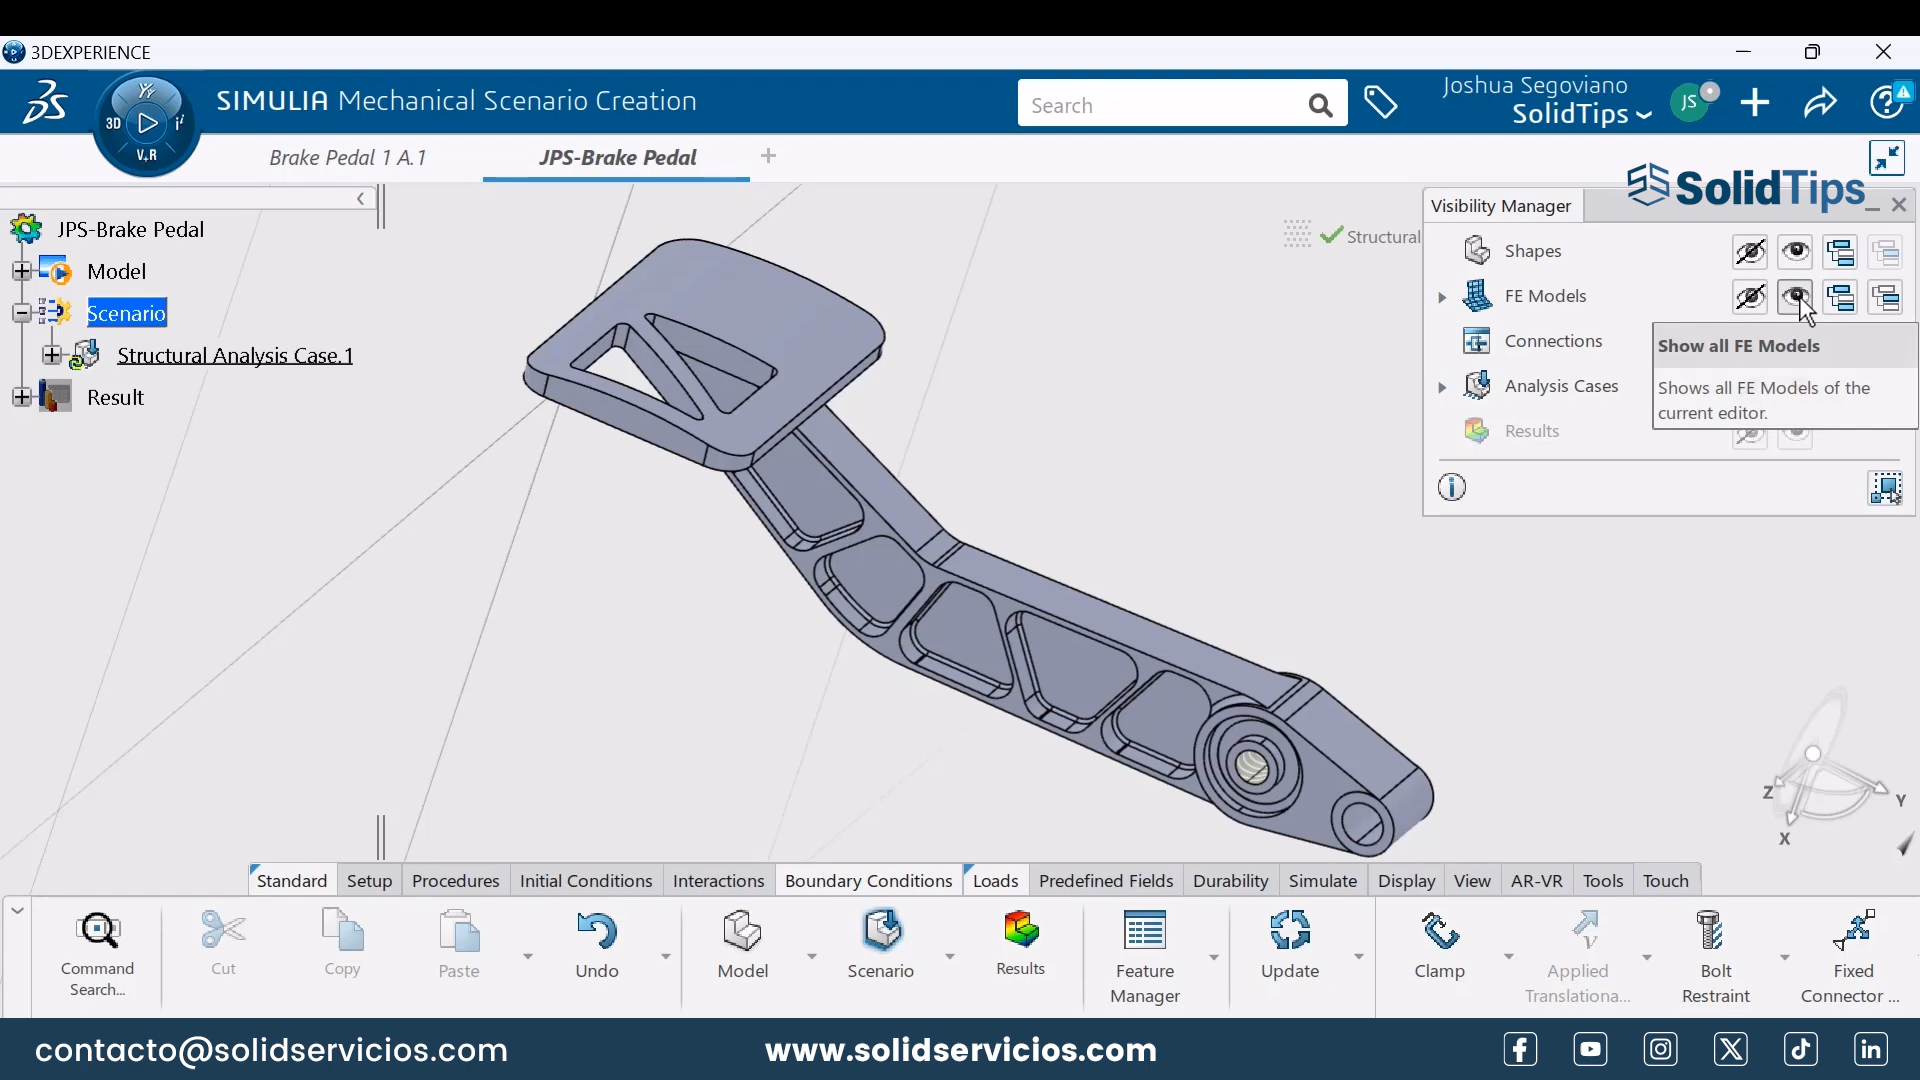 3DEXPERIENCE
SIMULIA Mechanical Scenario Creation
Search
Joshua Segoviano
SolidTips
JS
3D
V.R
Brake Pedal 1 A.1
JPS-Brake Pedal
SolidTips
JPS-Brake Pedal
Model
Scenario
Structural Analysis Case.1
Result
Structural
Visibility Manager
Shapes
FE Models
Connections
Analysis Cases
Results
Show all FE Models
Shows all FE Models of the
current editor.
Z
Y
X
Standard
Setup
Procedures
Initial Conditions
Interactions
Boundary Conditions
Loads
Predefined Fields
Durability
Simulate
Display
View
AR-VR
Tools
Touch
Command
Search...
Cut
Copy
Paste
Undo
Model
Scenario
Results
Feature
Manager
Update
Clamp
Applied
Translationa...
Bolt
Restraint
Fixed
Connector ...
contacto@solidservicios.com
www.solidservicios.com